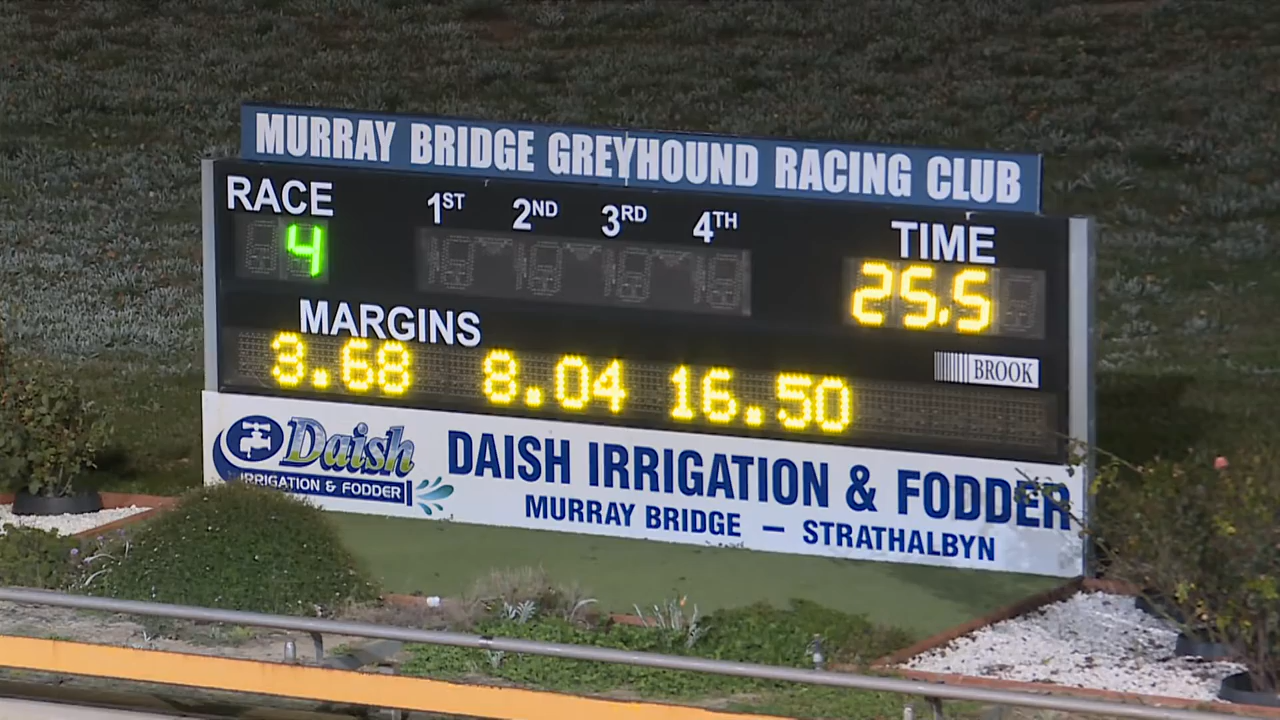 MURRAY BRIDGE GREYHOUND RACING CLUB
RACE 1ST 2ND 3RD 4TH TIME
4 25.5
MARGINS
3.68 8.04 16.50
BROOK
Daish
IRRIGATION & FODDER
DAISH IRRIGATION & FODDER
MURRAY BRIDGE – STRATHALBYN